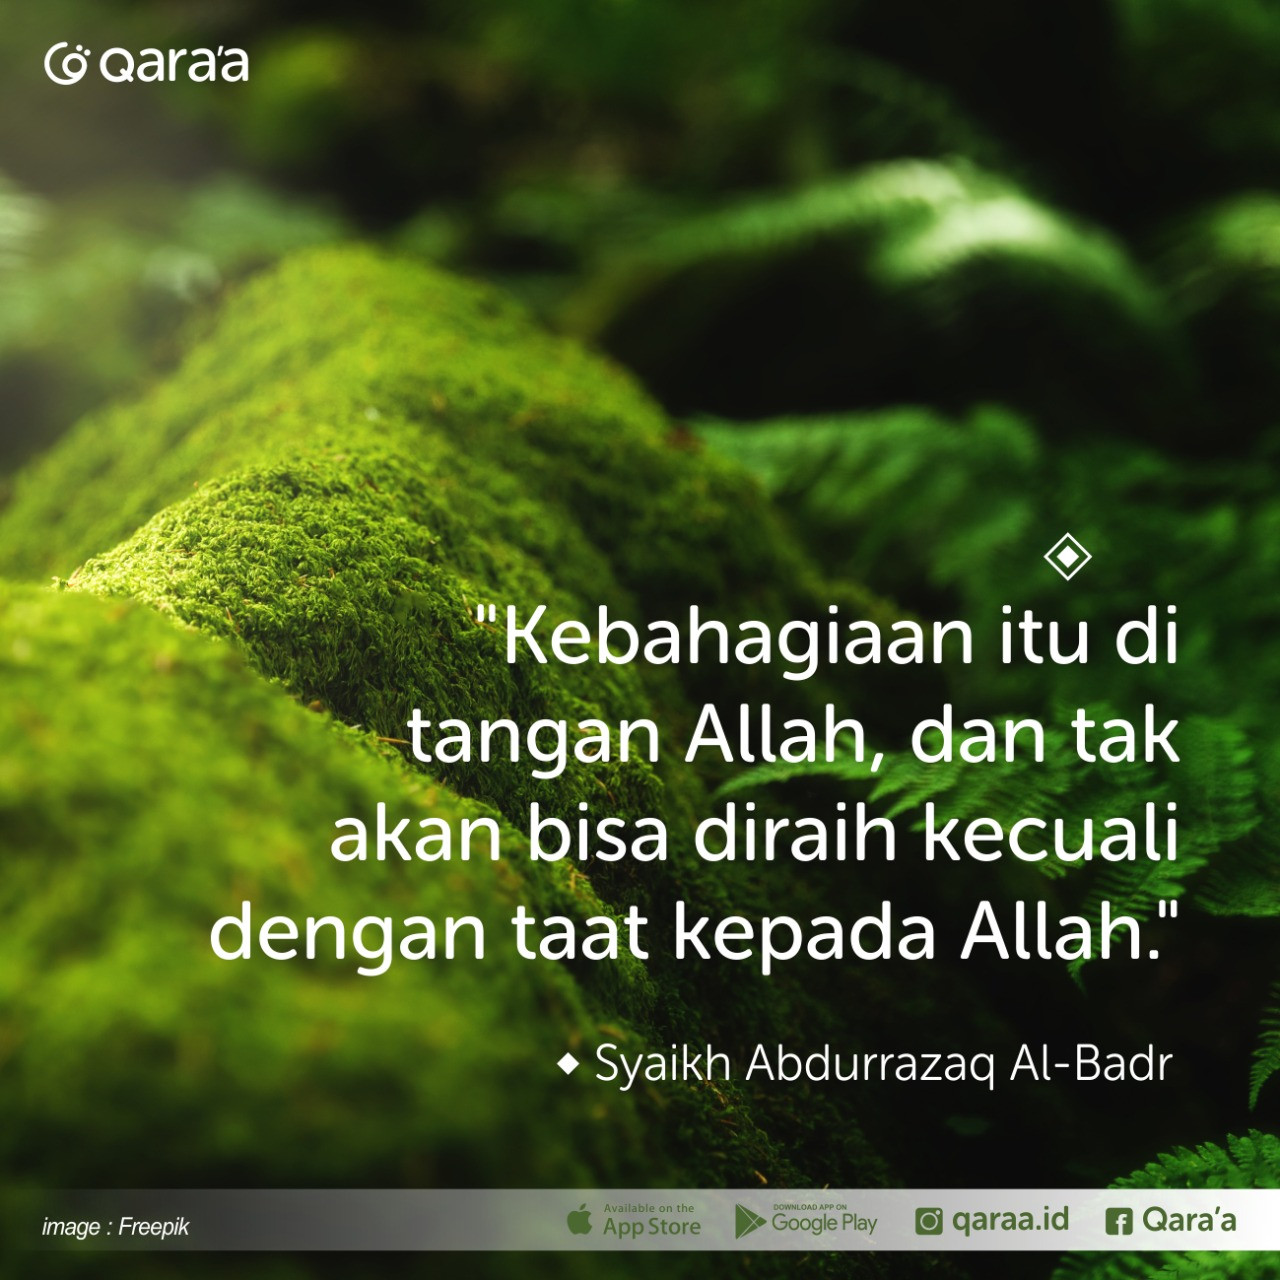 Qara'a
"Kebahagiaan itu di
tangan Allah, dan tak
akan bisa diraih kecuali
dengan taat kepada Allah."
Syaikh Abdurrazaq Al-Badr
image : Freepik
Available on the
App Store
DOWNLOAD APP ON
Google Play
qaraa.id
Qara'a